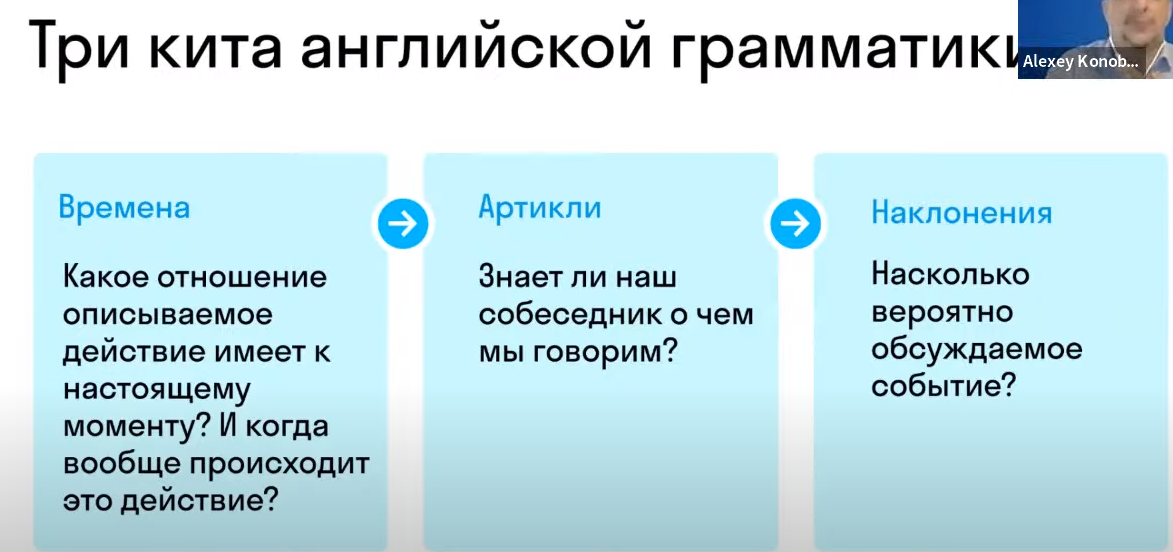 Три кита английской грамматики
Alexey Konob...
Времена
Какое отношение
описываемое
действие имеет к
настоящему
моменту? И когда
вообще происходит
это действие?
Артикли
Знает ли наш
собеседник о чем
мы говорим?
Наклонения
Насколько
вероятно
обсуждаемое
событие?